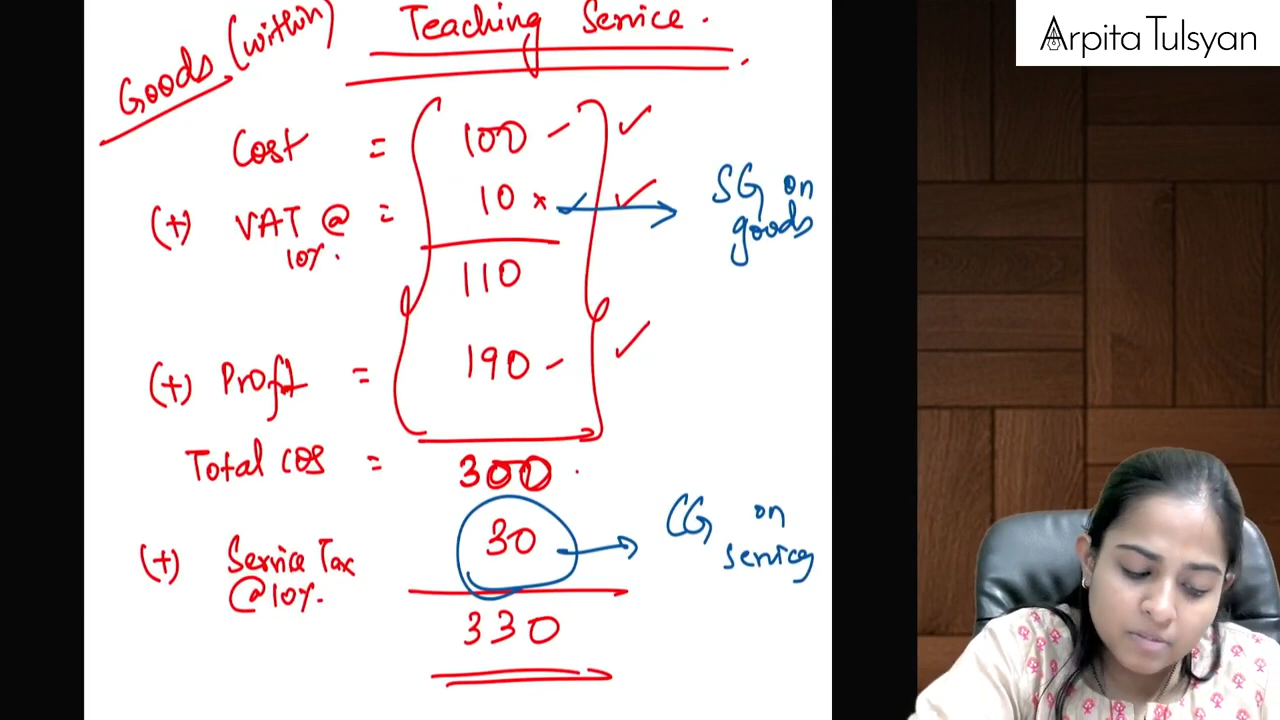 Arpita Tulsyan
Goods (within)
Teaching Service.
Cost = 100 - ✓
(+) VAT @ 10%. = 10 × ✓ ✓ → SG on goods
110
(+) Profit = 190 - ✓
Total cos = 300.
(+) Service Tax @10%. 30 → CG on services
330